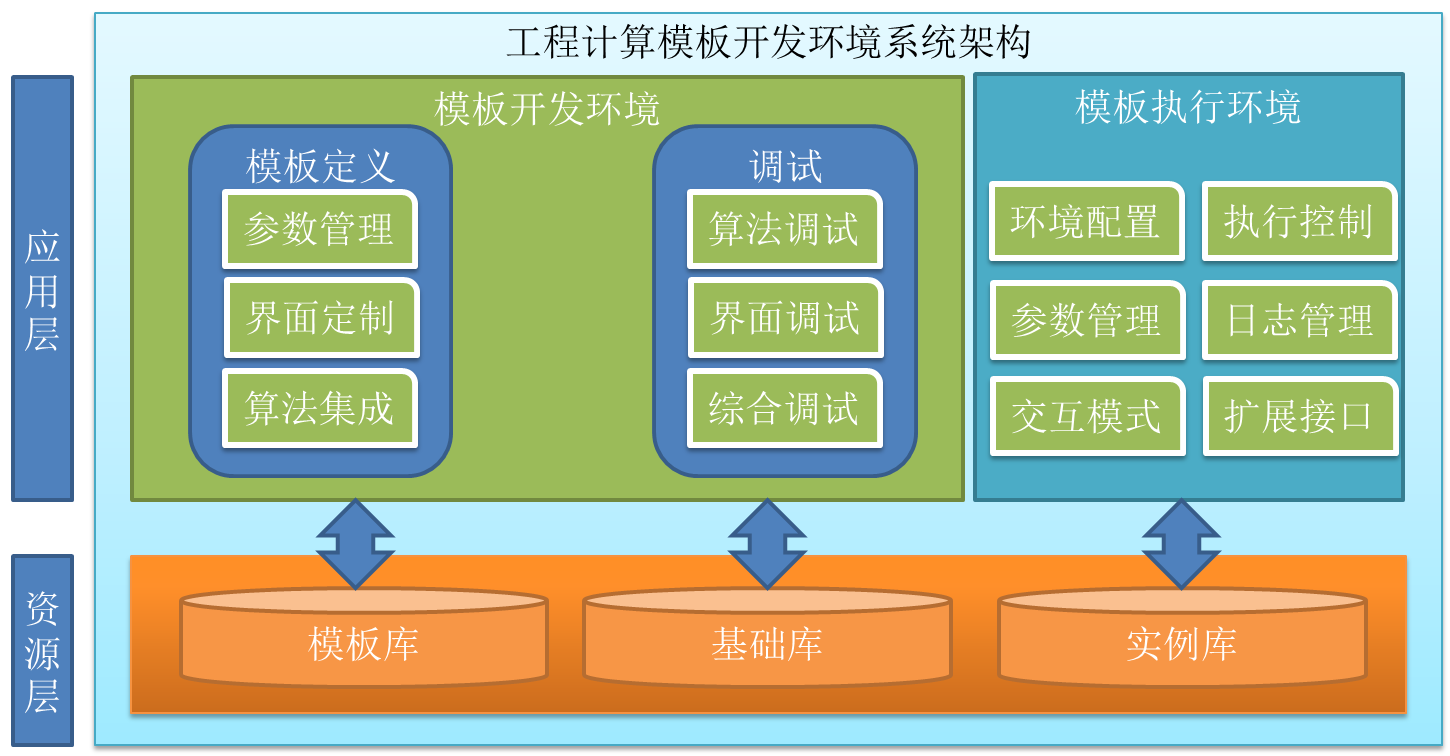 工程计算模板开发环境系统架构
应用层
模板开发环境
模板定义
参数管理
界面定制
算法集成
调试
算法调试
界面调试
综合调试
模板执行环境
环境配置
执行控制
参数管理
日志管理
交互模式
扩展接口
资源层
模板库
基础库
实例库